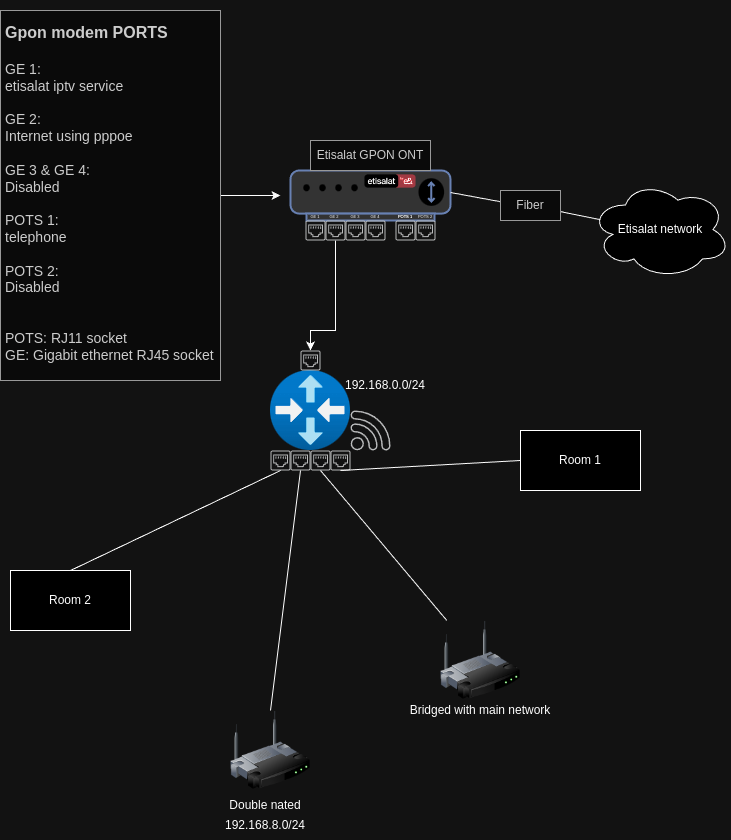 Gpon modem PORTS
GE 1:
etisalat iptv service
GE 2:
Internet using pppoe
GE 3 & GE 4:
Disabled
POTS 1:
telephone
POTS 2:
Disabled
POTS: RJ11 socket
GE: Gigabit ethernet RJ45 socket
Etisalat GPON ONT
etisalat
GE 1 GE 2 GE 3 GE 4 POTS 1 POTS 2
Fiber
Etisalat network
192.168.0.0/24
Room 1
Room 2
Bridged with main network
Double nated
192.168.8.0/24